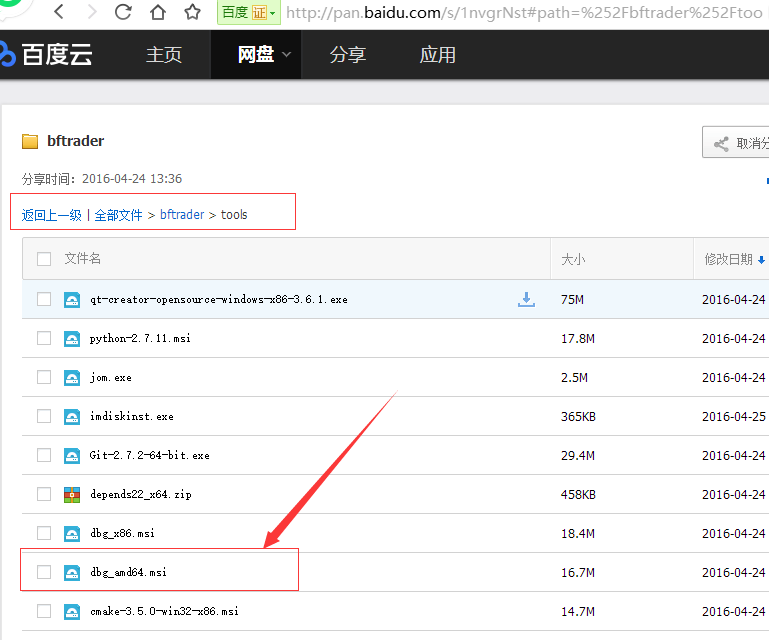 百度 证 http://pan.baidu.com/s/1nvgrNst#path=%252Fbftrader%252Ftoo
百度云 主页 网盘 分享 应用
bftrader
取消分
分享时间：2016-04-24 13:36
返回上一级 | 全部文件 > bftrader > tools
文件名 大小 修改日期
qt-creator-opensource-windows-x86-3.6.1.exe 75M 2016-04-24
python-2.7.11.msi 17.8M 2016-04-24
jom.exe 2.5M 2016-04-24
imdiskinst.exe 365KB 2016-04-25
Git-2.7.2-64-bit.exe 29.4M 2016-04-24
depends22_x64.zip 458KB 2016-04-24
dbg_x86.msi 18.4M 2016-04-24
dbg_amd64.msi 16.7M 2016-04-24
cmake-3.5.0-win32-x86.msi 14.7M 2016-04-24